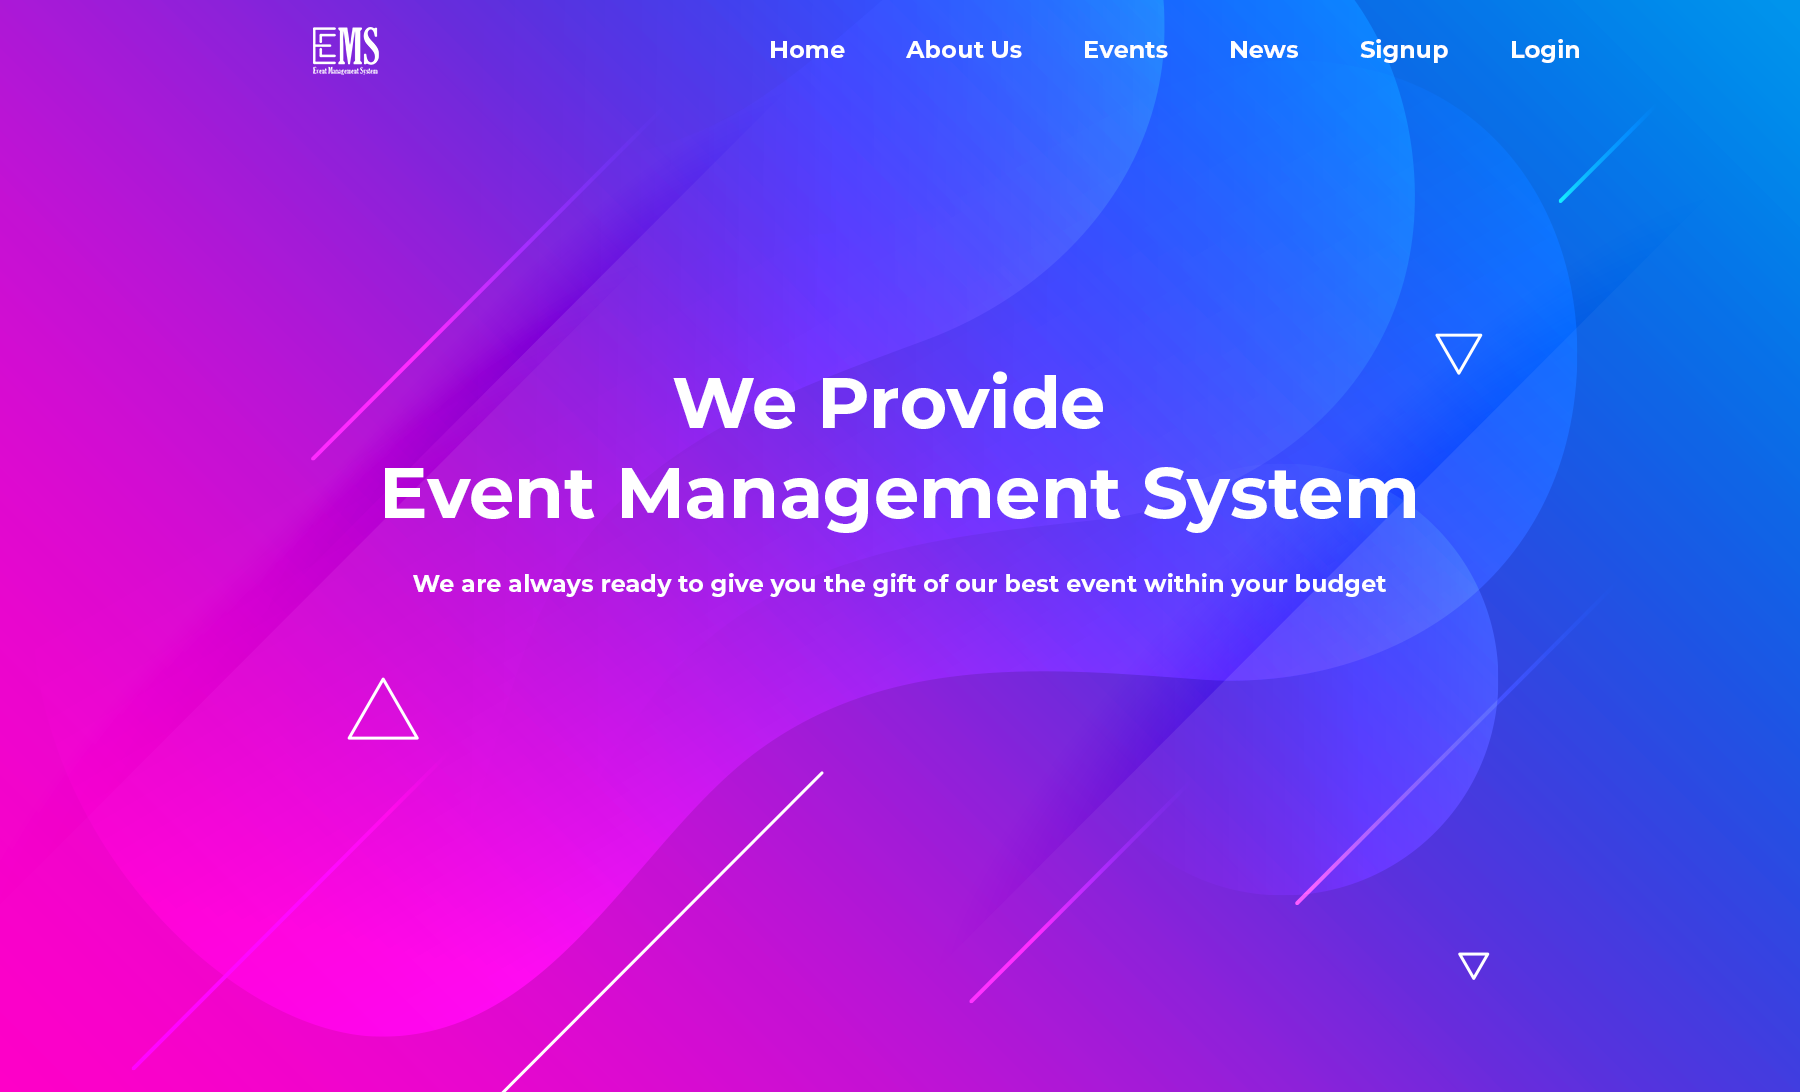 EMS
Event Management System
Home About Us Events News Signup Login
We Provide
Event Management System
We are always ready to give you the gift of our best event within your budget